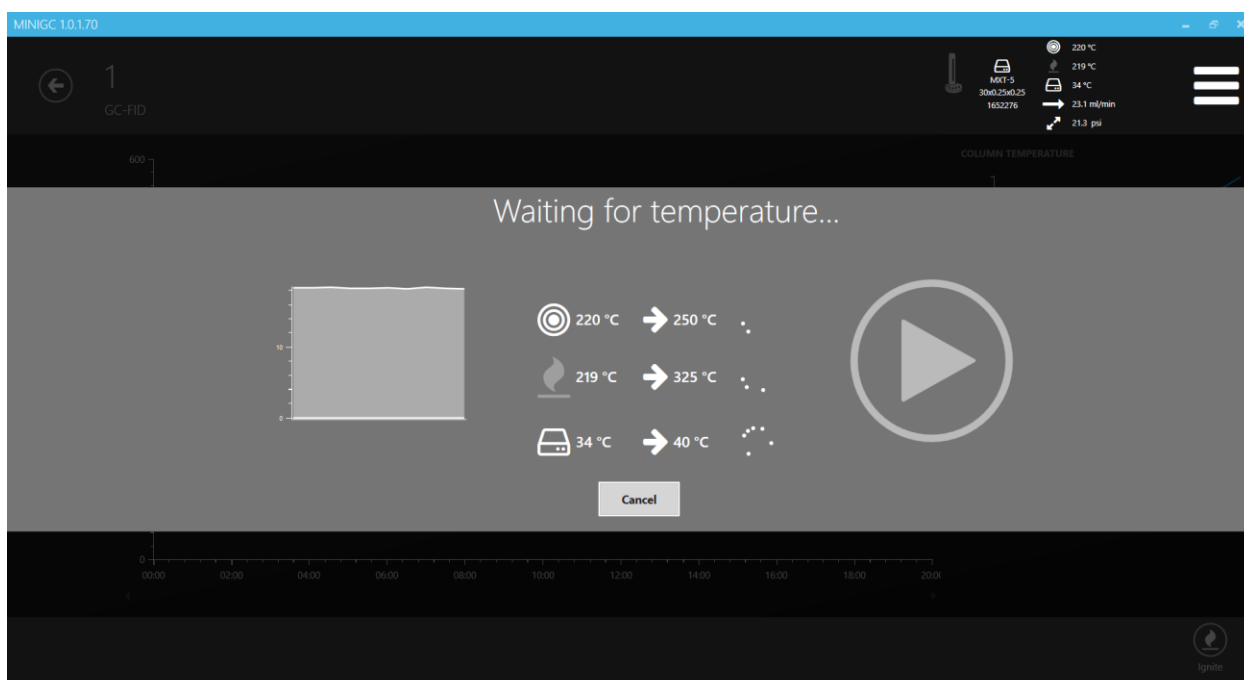 MINIGC 1.0.1.70
1
GC-FID
MXT-5
30x0.25x0.25
1652276
220 °C
219 °C
34 °C
23.1 ml/min
21.3 psi
600
COLUMN TEMPERATURE
1
Waiting for temperature...
10
0
220 °C 250 °C
219 °C 325 °C
34 °C 40 °C
Cancel
0
00:00 02:00 04:00 06:00 08:00 10:00 12:00 14:00 16:00 18:00 20:00
Ignite